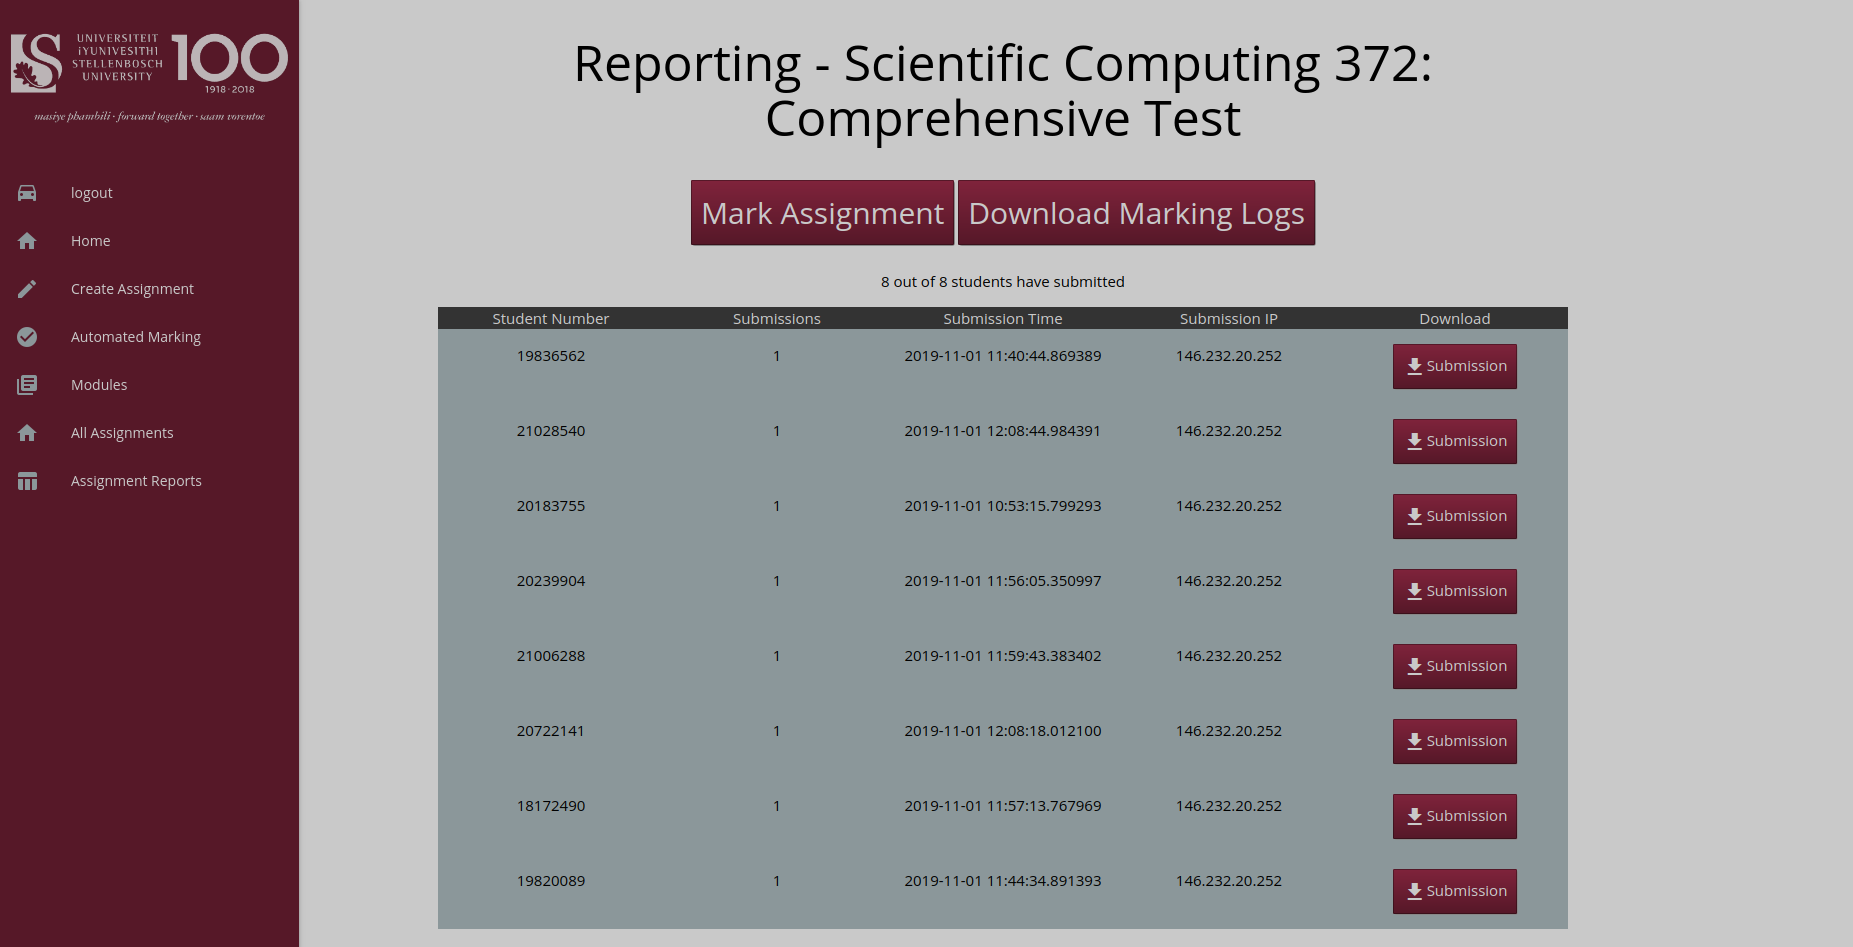 UNIVERSITEIT
iYUNIVESITHI
STELLENBOSCH
UNIVERSITY
100
1918 · 2018
masiye phambili · forward together · saam vorentoe
logout
Home
Create Assignment
Automated Marking
Modules
All Assignments
Assignment Reports
Reporting - Scientific Computing 372:
Comprehensive Test
Mark Assignment Download Marking Logs
8 out of 8 students have submitted
Student Number Submissions Submission Time Submission IP Download
19836562 1 2019-11-01 11:40:44.869389 146.232.20.252 Submission
21028540 1 2019-11-01 12:08:44.984391 146.232.20.252 Submission
20183755 1 2019-11-01 10:53:15.799293 146.232.20.252 Submission
20239904 1 2019-11-01 11:56:05.350997 146.232.20.252 Submission
21006288 1 2019-11-01 11:59:43.383402 146.232.20.252 Submission
20722141 1 2019-11-01 12:08:18.012100 146.232.20.252 Submission
18172490 1 2019-11-01 11:57:13.767969 146.232.20.252 Submission
19820089 1 2019-11-01 11:44:34.891393 146.232.20.252 Submission